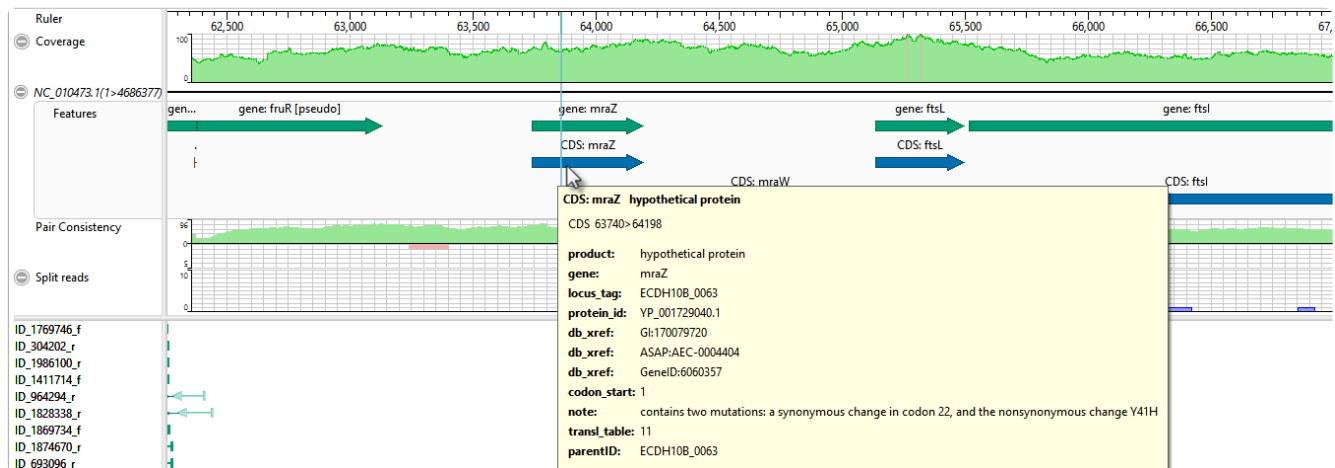 Ruler
62,500 63,000 63,500 64,000 64,500 65,000 65,500 66,000 66,500 67,
Coverage
100
0
NC_010473.1(1>4686377)
Features
gen... gene: fruR [pseudo] gene: mraZ gene: ftsL gene: ftsI
CDS: mraZ CDS: ftsL
CDS: mraW CDS: ftsI
CDS: mraZ hypothetical protein
CDS 63740>64198
Pair Consistency
96
0
5
product: hypothetical protein
gene: mraZ
Split reads
10
0
locus_tag: ECDH10B_0063
protein_id: YP_001729040.1
db_xref: GI:170079720
db_xref: ASAP:AEC-0004404
db_xref: GeneID:6060357
codon_start: 1
note: contains two mutations: a synonymous change in codon 22, and the nonsynonymous change Y41H
transl_table: 11
parentID: ECDH10B_0063
ID_1769746_f
ID_304202_r
ID_1986100_r
ID_1411714_f
ID_964294_r
ID_1828338_r
ID_1869734_f
ID_1874670_r
ID_693096_r